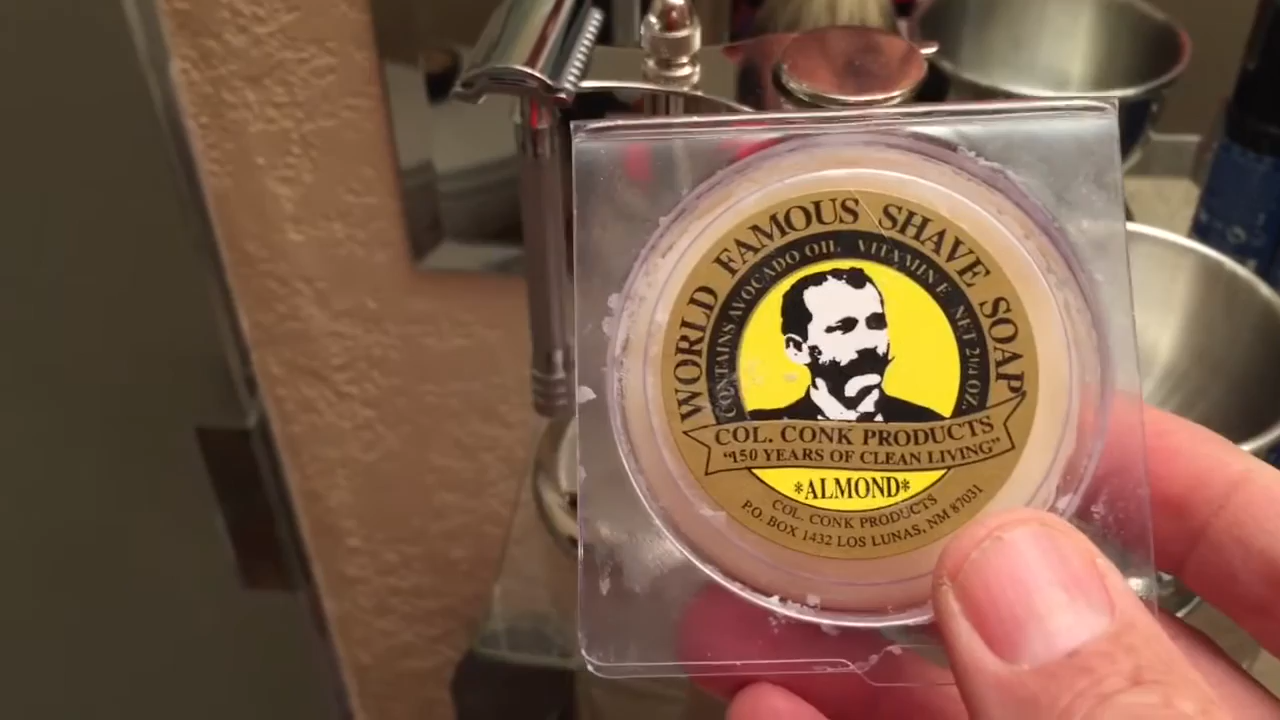 WORLD FAMOUS SHAVE SOAP
CONTAINS AVOCADO OIL VITAMIN E NET 2 1/4 OZ.
COL. CONK PRODUCTS
"150 YEARS OF CLEAN LIVING"
*ALMOND*
COL. CONK PRODUCTS
P.O. BOX 1432 LOS LUNAS, NM 87031